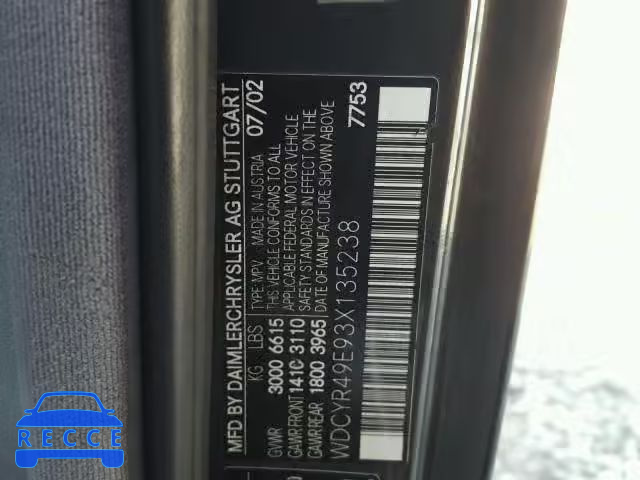 MFD BY DAIMLERCHRYSLER AG STUTTGART
KG LBS TYPE: MPV MADE IN AUSTRIA 07/02
GVWR 3000 6615 THIS VEHICLE CONFORMS TO ALL
GAWR FRONT 1410 3110 APPLICABLE FEDERAL MOTOR VEHICLE
GAWR REAR 1800 3965 SAFETY STANDARDS IN EFFECT ON THE
DATE OF MANUFACTURE SHOWN ABOVE
WDCYR49E93X135238 7753
RECCE
RECCE